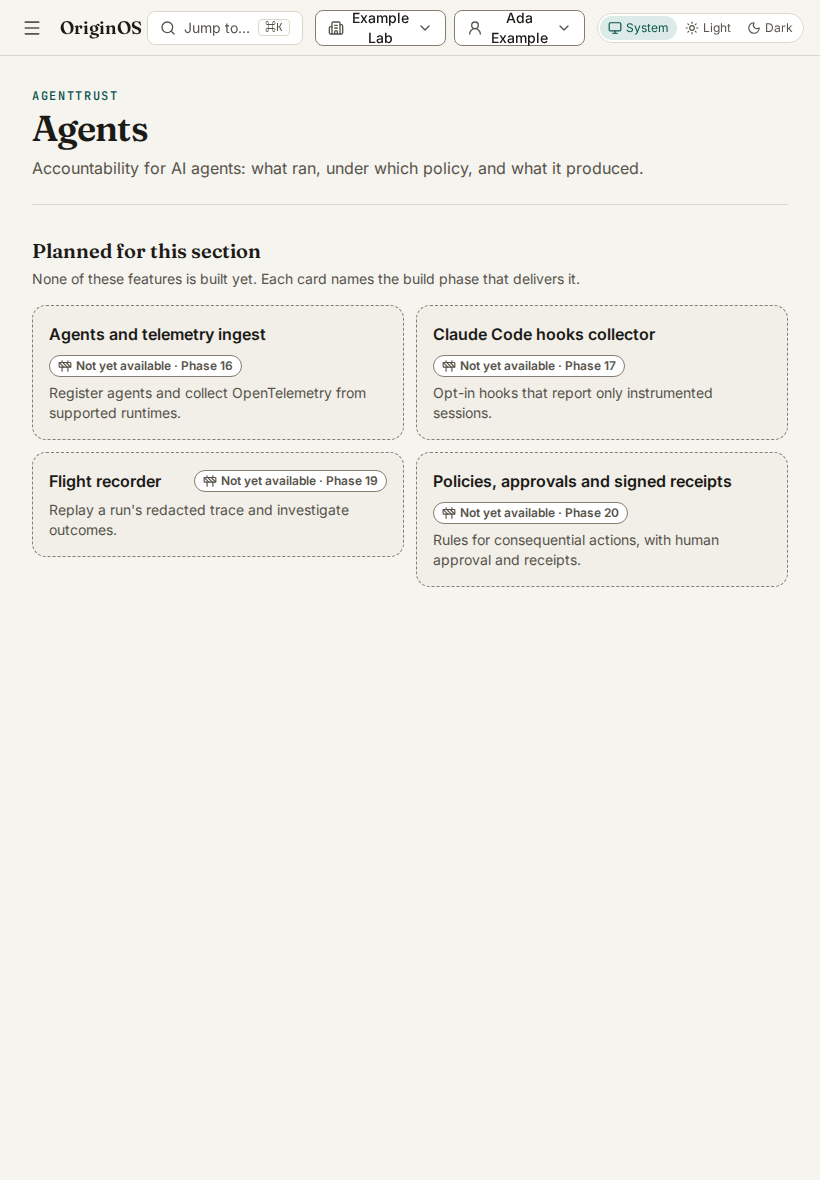 OriginOS
Jump to...
⌘K
Example
Lab
Ada
Example
System
Light
Dark
AGENTTRUST
Agents
Accountability for AI agents: what ran, under which policy, and what it produced.
Planned for this section
None of these features is built yet. Each card names the build phase that delivers it.
Agents and telemetry ingest
Not yet available · Phase 16
Register agents and collect OpenTelemetry from
supported runtimes.
Claude Code hooks collector
Not yet available · Phase 17
Opt-in hooks that report only instrumented
sessions.
Flight recorder
Not yet available · Phase 19
Replay a run's redacted trace and investigate
outcomes.
Policies, approvals and signed receipts
Not yet available · Phase 20
Rules for consequential actions, with human
approval and receipts.